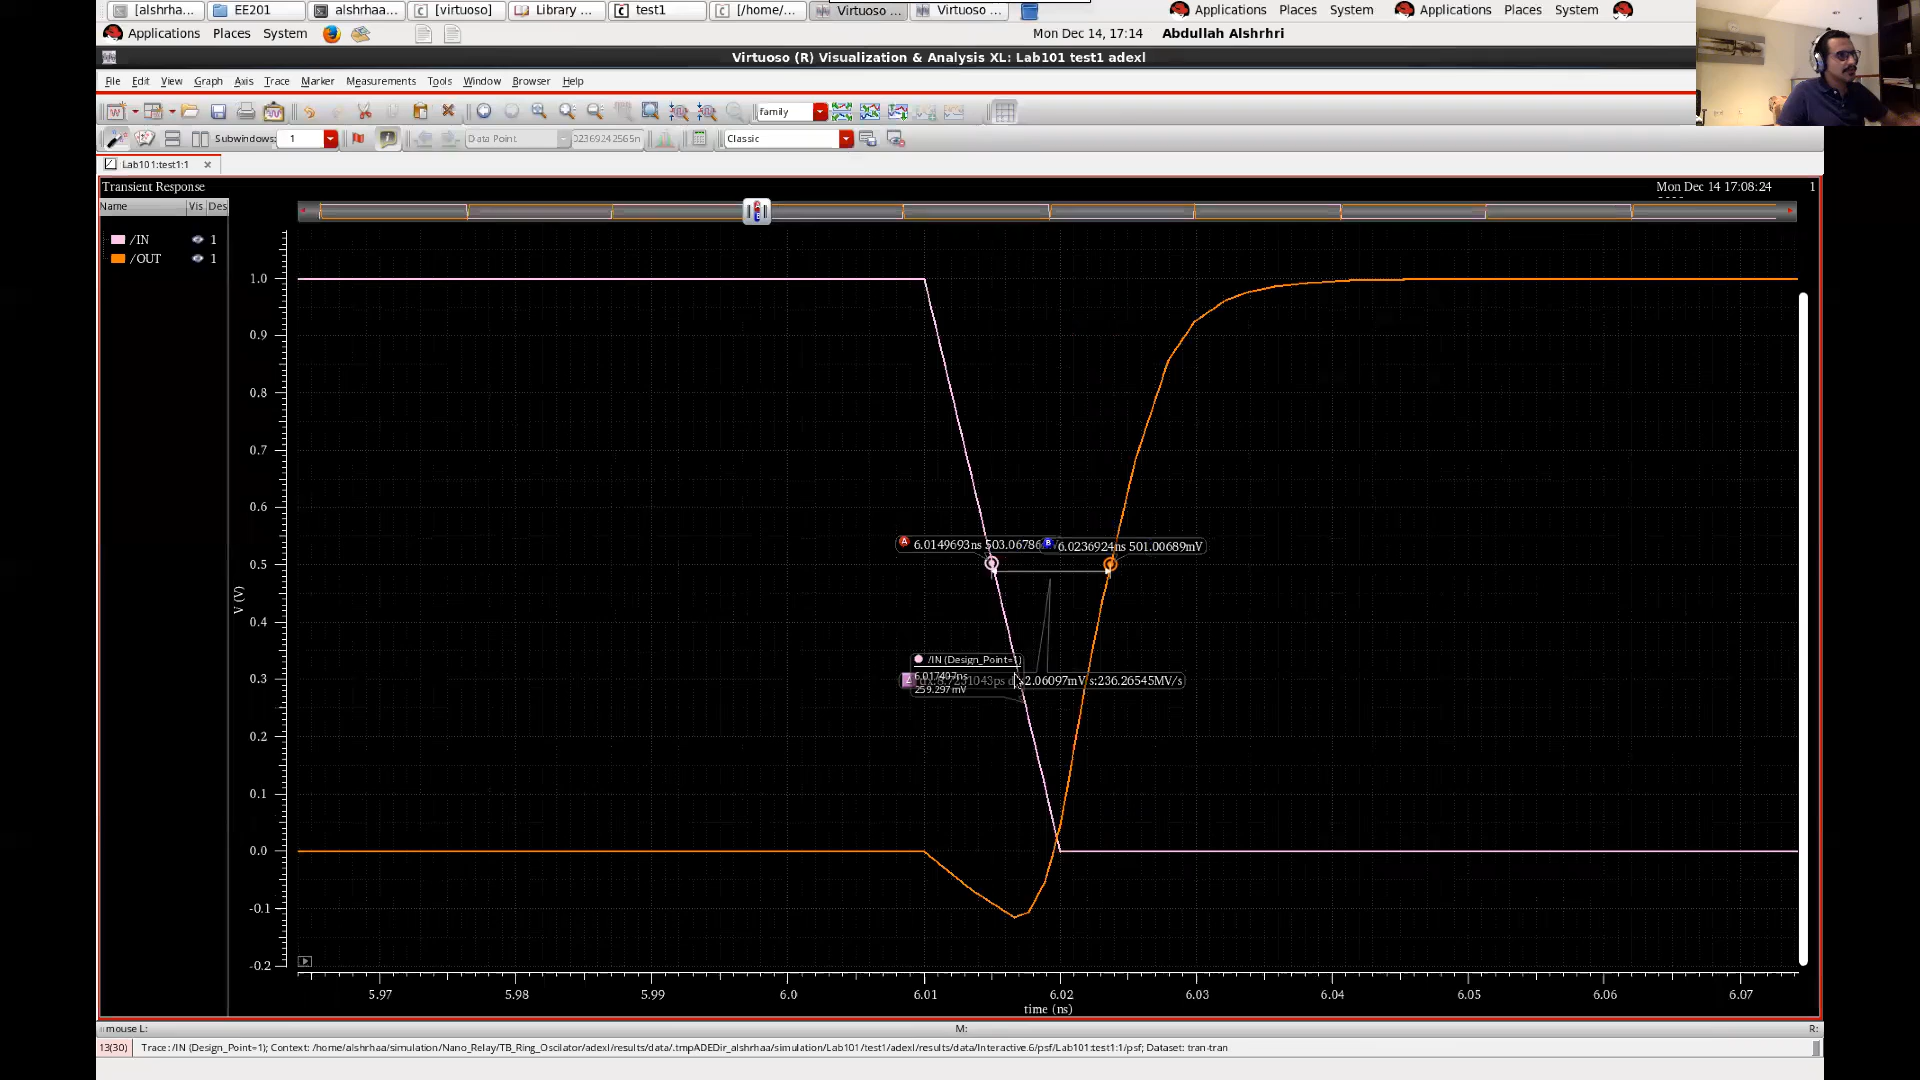 [alshrha...
EE201
alshrhaa...
[virtuoso]
Library ...
test1
[/home/...
Virtuoso ...
Virtuoso ...
Applications Places System
Applications Places System
Applications Places System
Mon Dec 14, 17:14
Abdullah Alshrhri
Virtuoso (R) Visualization & Analysis XL: Lab101 test1 adexl
File Edit View Graph Axis Trace Marker Measurements Tools Window Browser Help
family
Subwindows: 1
Data Point
02369242565n
Classic
Lab101:test1:1
Transient Response
Mon Dec 14 17:08:24
1
Name Vis Des
/IN 1
/OUT 1
1.0
0.9
0.8
0.7
0.6
0.5
0.4
0.3
0.2
0.1
0.0
-0.1
-0.2
V (V)
A 6.0149693ns 503.06786
B 6.0236924ns 501.00689mV
/IN (Design_Point=1)
6.017407ns
259.297mV
2.06097mV s:236.26545MV/s
5.97 5.98 5.99 6.0 6.01 6.02 6.03 6.04 6.05 6.06 6.07
time (ns)
mouse L:
M:
R:
13(30)
Trace: /IN (Design_Point=1); Context: /home/alshrhaa/simulation/Nano_Relay/TB_Ring_Oscilator/adexl/results/data/.tmpADEDir_alshrhaa/simulation/Lab101/test1/adexl/results/data/Interactive.6/psf/Lab101:test1:1/psf; Dataset: tran-tran